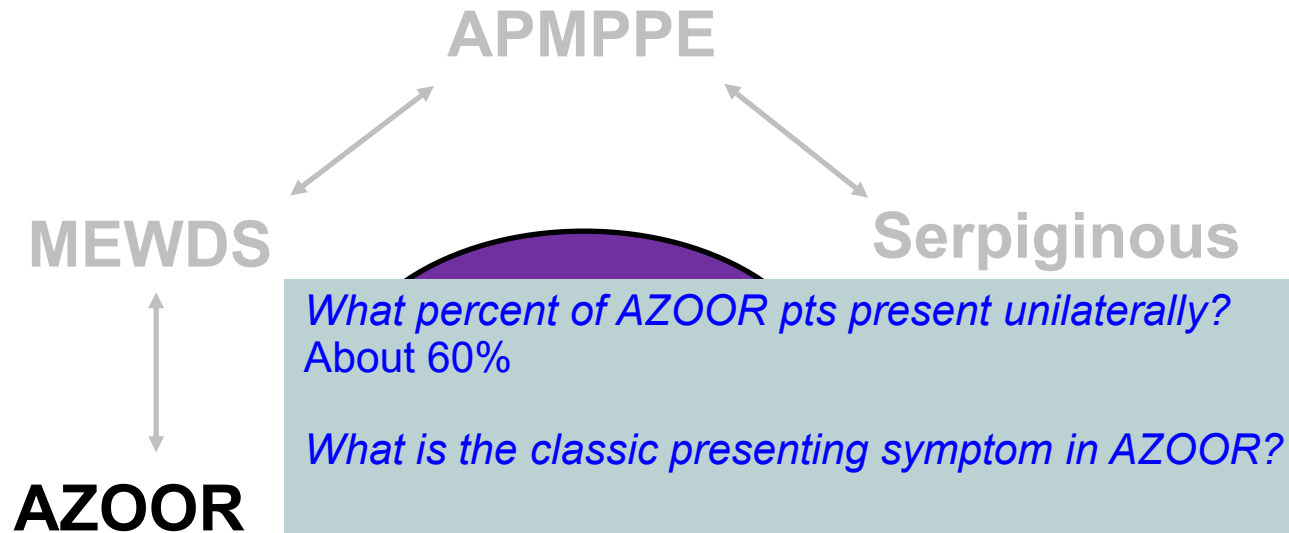 APMPPE
MEWDS
Serpiginous
What percent of AZOOR pts present unilaterally?
About 60%
What is the classic presenting symptom in AZOOR?
AZOOR